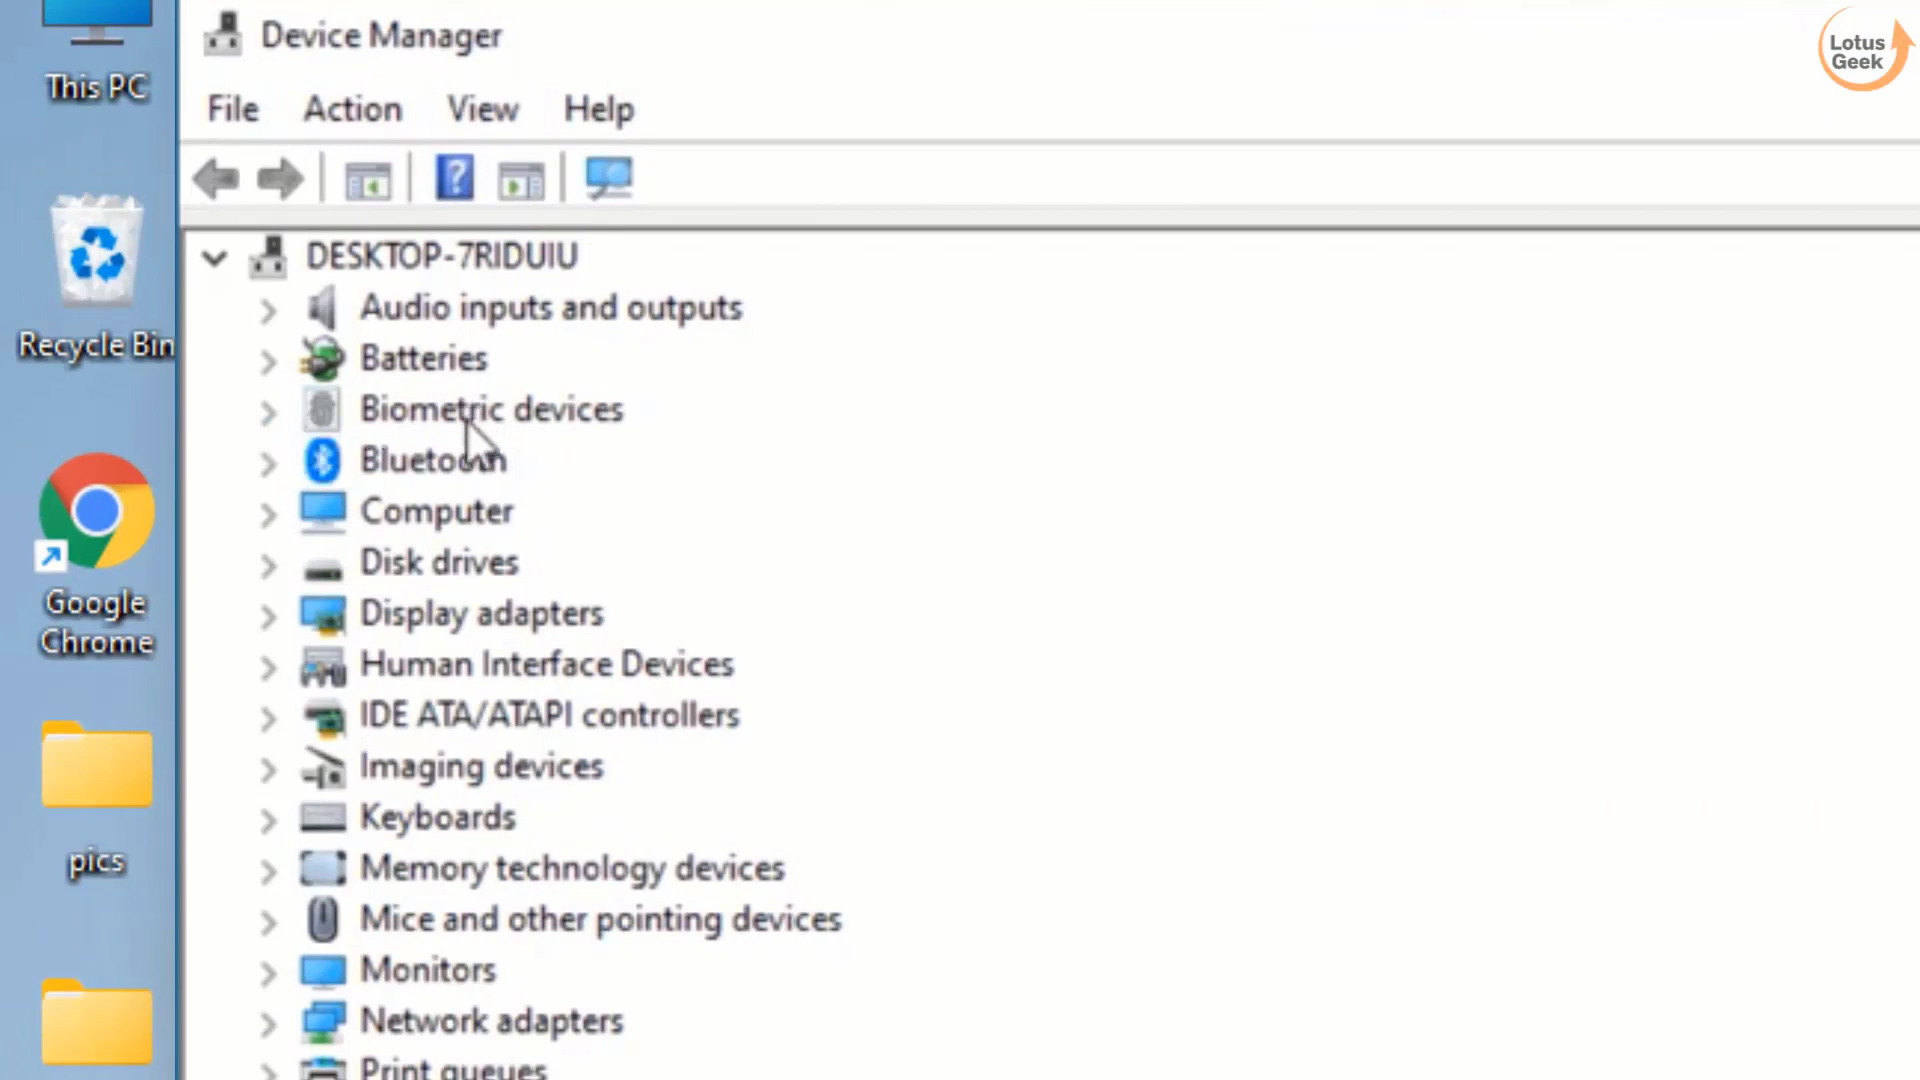 Device Manager
Lotus
Geek
This PC
File Action View Help
?
DESKTOP-7RIDUIU
Audio inputs and outputs
Recycle Bin
Batteries
Biometric devices
Bluetooth
Computer
Disk drives
Google
Chrome
Display adapters
Human Interface Devices
IDE ATA/ATAPI controllers
Imaging devices
Keyboards
pics
Memory technology devices
Mice and other pointing devices
Monitors
Network adapters
Print queues